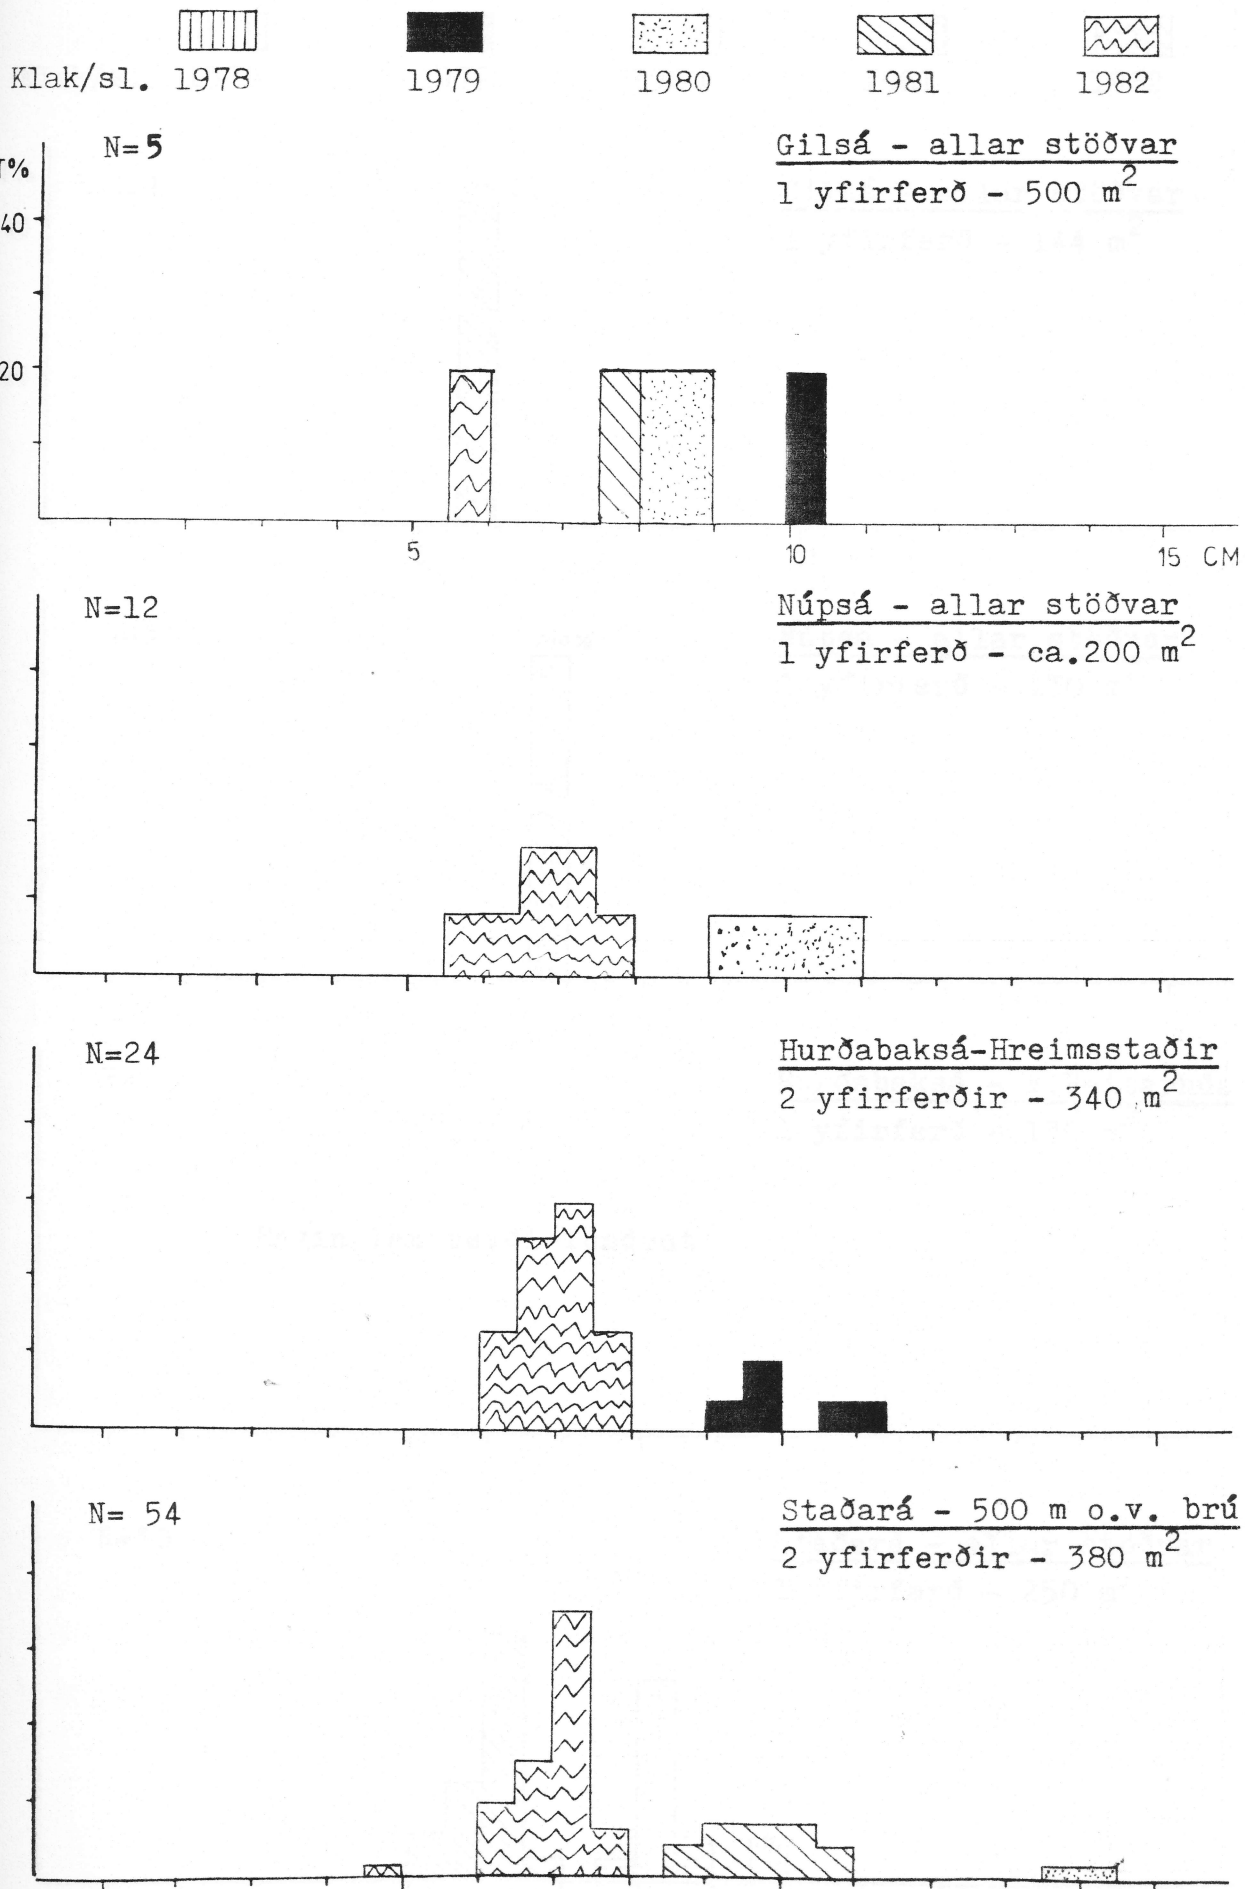 Klak/sl. 1978 1979 1980 1981 1982
N=5
Gilsá - allar stöðvar
1 yfirferð - 500 m²
40
20
5 10 15 CM
N=12
Núpsá - allar stöðvar
1 yfirferð - ca.200 m²
N=24
Hurðabaksá-Hreimsstaðir
2 yfirferðir - 340 m²
N= 54
Staðará - 500 m o.v. brú
2 yfirferðir - 380 m²